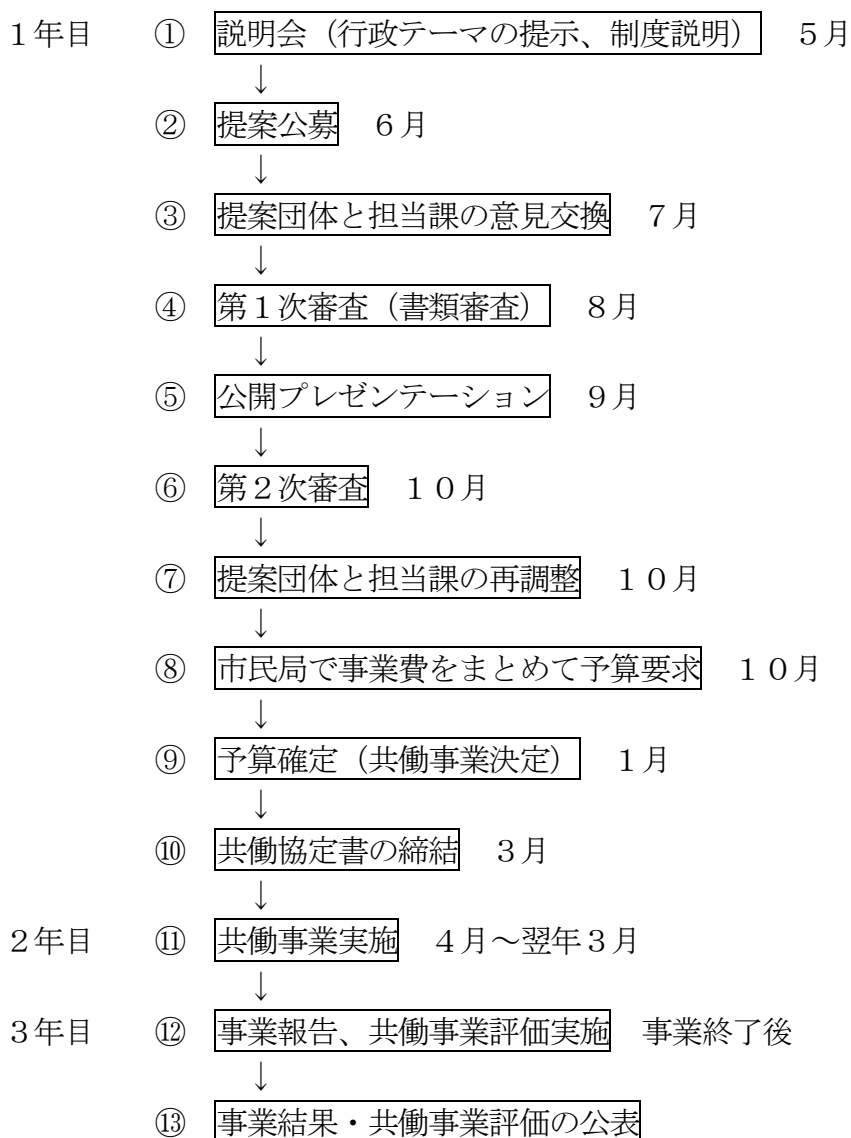 １年目 ① 説明会（行政テーマの提示、制度説明） ５月
↓
② 提案公募 ６月
↓
③ 提案団体と担当課の意見交換 ７月
↓
④ 第１次審査（書類審査） ８月
↓
⑤ 公開プレゼンテーション ９月
↓
⑥ 第２次審査 １０月
↓
⑦ 提案団体と担当課の再調整 １０月
↓
⑧ 市民局で事業費をまとめて予算要求 １０月
↓
⑨ 予算確定（共働事業決定） １月
↓
⑩ 共働協定書の締結 ３月
↓
２年目 ⑪ 共働事業実施 ４月～翌年３月
↓
３年目 ⑫ 事業報告、共働事業評価実施 事業終了後
↓
⑬ 事業結果・共働事業評価の公表